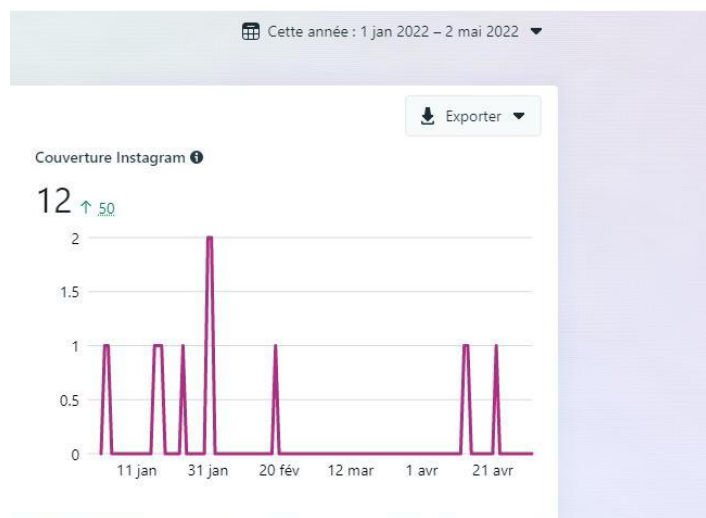 Cette année : 1 jan 2022 – 2 mai 2022
Exporter
Couverture Instagram
12 ↑ 50
2
1.5
1
0.5
0
11 jan 31 jan 20 fév 12 mar 1 avr 21 avr